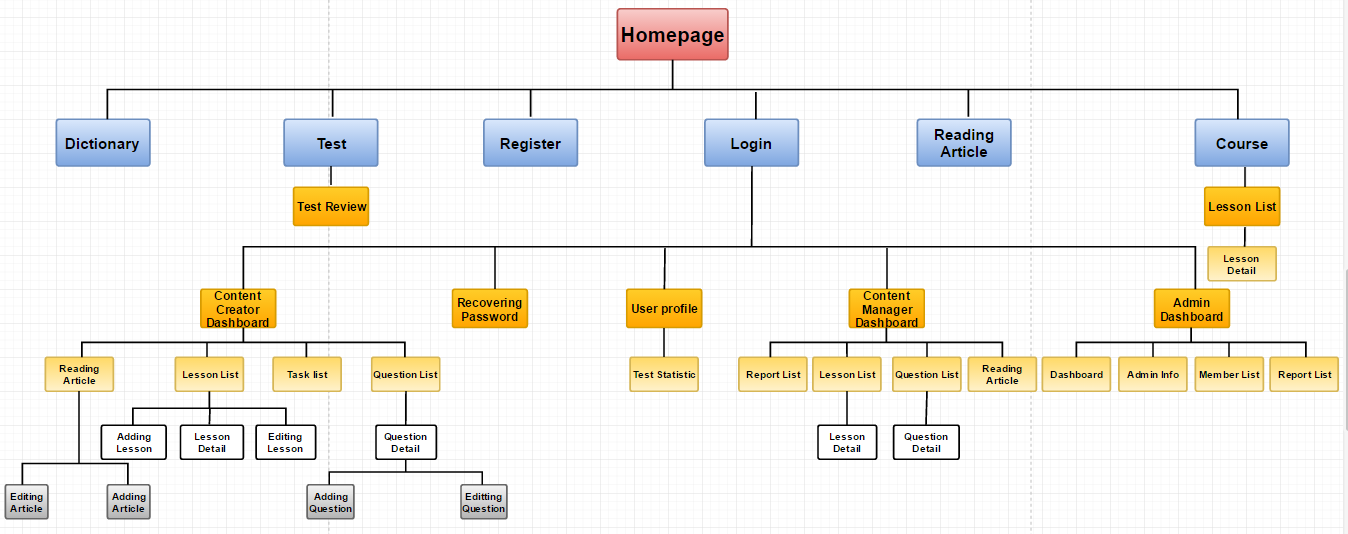 Homepage
Dictionary
Test
Register
Login
Reading
Article
Course
Test Review
Lesson List
Lesson
Detail
Content
Creator
Dashboard
Recovering
Password
User profile
Content
Manager
Dashboard
Admin
Dashboard
Reading
Article
Lesson List
Task list
Question List
Test Statistic
Report List
Lesson List
Question List
Reading
Article
Dashboard
Admin Info
Member List
Report List
Adding
Lesson
Lesson
Detail
Editing
Lesson
Question
Detail
Lesson
Detail
Question
Detail
Editing
Article
Adding
Article
Adding
Question
Editting
Question